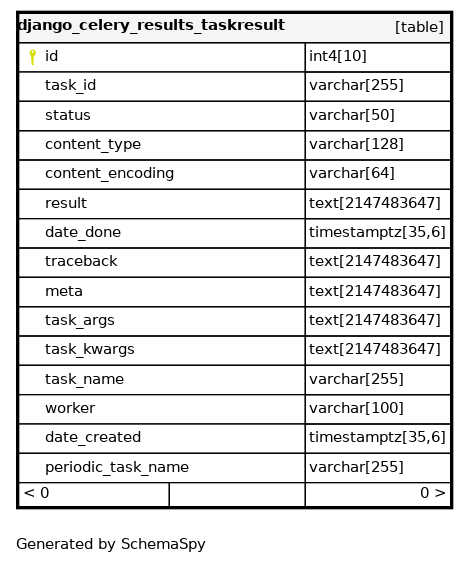 django_celery_results_taskresult [table]
id int4[10]
task_id varchar[255]
status varchar[50]
content_type varchar[128]
content_encoding varchar[64]
result text[2147483647]
date_done timestamptz[35,6]
traceback text[2147483647]
meta text[2147483647]
task_args text[2147483647]
task_kwargs text[2147483647]
task_name varchar[255]
worker varchar[100]
date_created timestamptz[35,6]
periodic_task_name varchar[255]
< 0 0 >
Generated by SchemaSpy